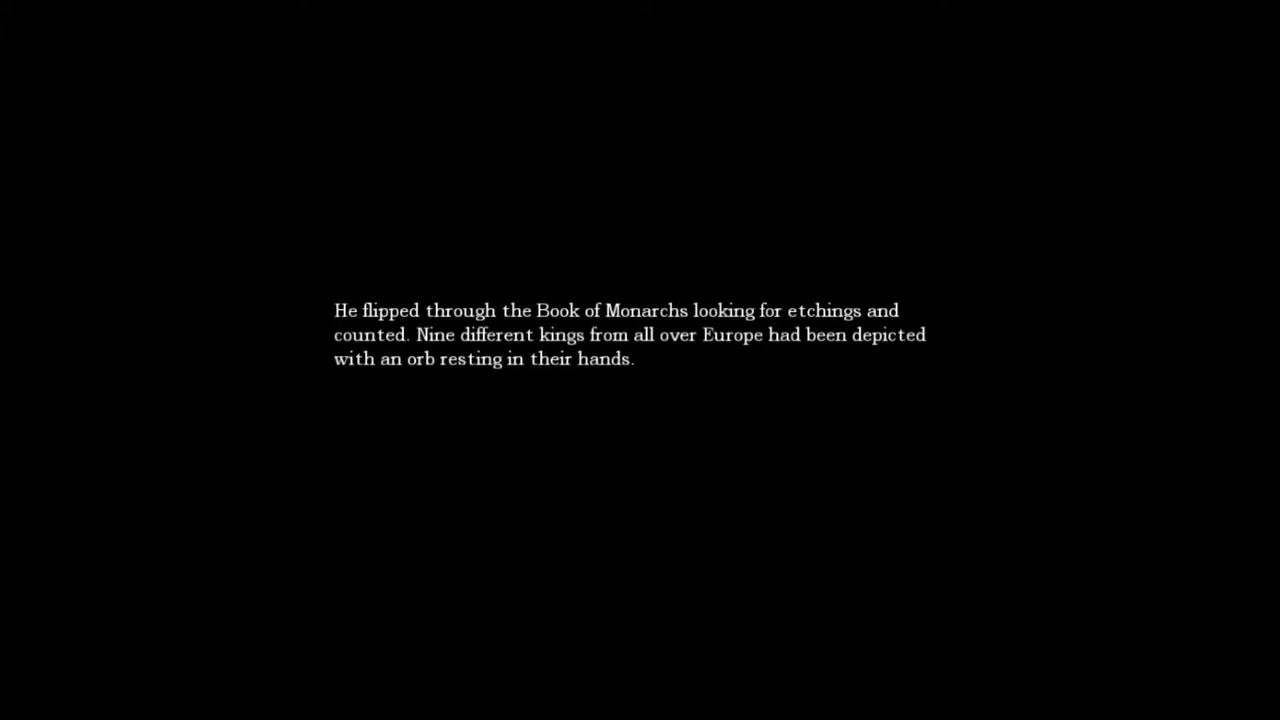 He flipped through the Book of Monarchs looking for etchings and
counted. Nine different kings from all over Europe had been depicted
with an orb resting in their hands.